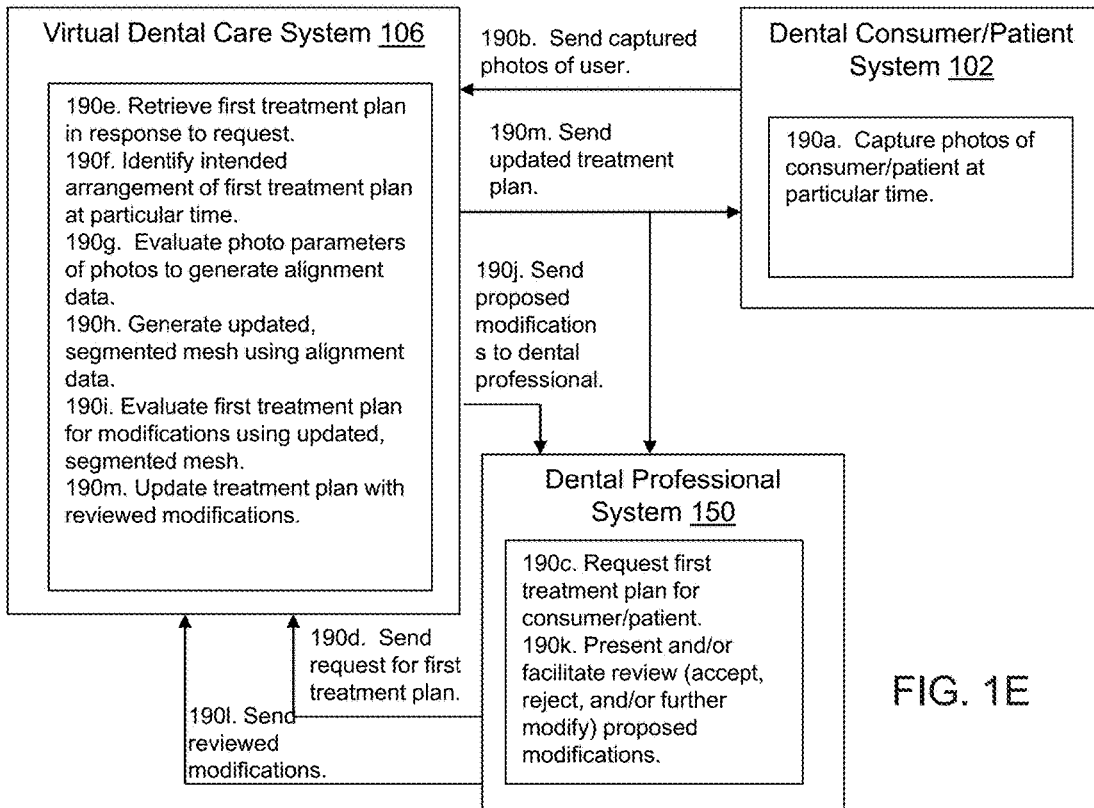 Virtual Dental Care System 106
190e. Retrieve first treatment plan
in response to request.
190f. Identify intended
arrangement of first treatment plan
at particular time.
190g. Evaluate photo parameters
of photos to generate alignment
data.
190h. Generate updated,
segmented mesh using alignment
data.
190i. Evaluate first treatment plan
for modifications using updated,
segmented mesh.
190m. Update treatment plan with
reviewed modifications.
190b. Send captured
photos of user.
190m. Send
updated treatment
plan.
Dental Consumer/Patient
System 102
190a. Capture photos of
consumer/patient at
particular time.
190j. Send
proposed
modification
s to dental
professional.
Dental Professional
System 150
190c. Request first
treatment plan for
consumer/patient.
190k. Present and/or
facilitate review (accept,
reject, and/or further
modify) proposed
modifications.
190d. Send
request for first
treatment plan.
190l. Send
reviewed
modifications.
FIG. 1E